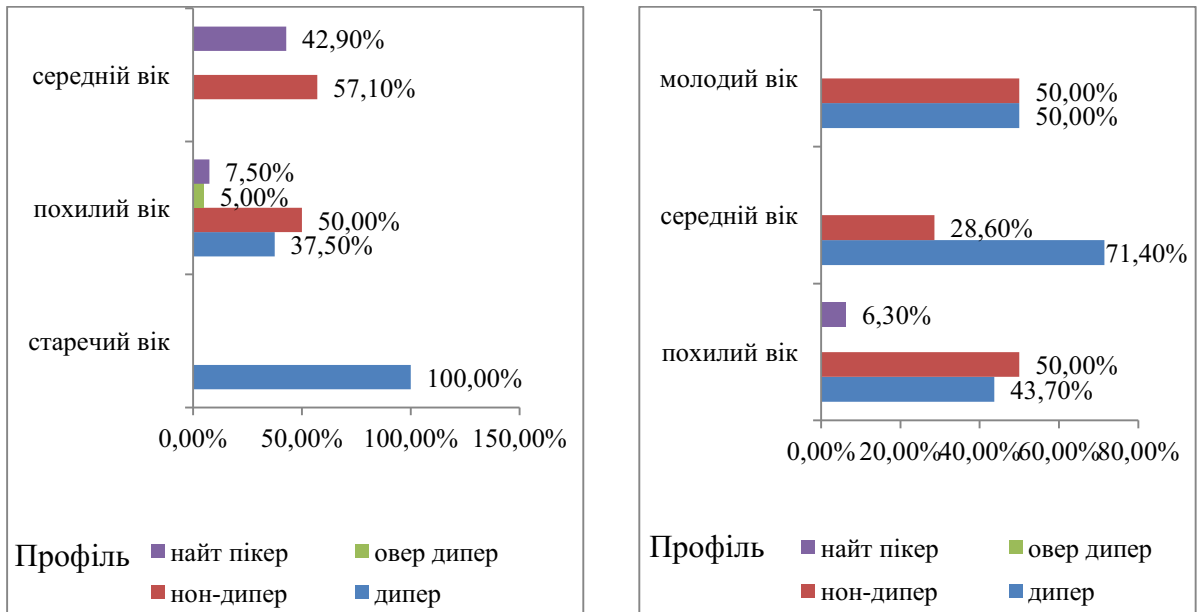 42,90%
середній вік
57,10%
7,50%
5,00%
похилий вік
50,00%
37,50%
старечий вік
100,00%
0,00% 50,00% 100,00% 150,00%
Профіль
найт пікер овер дипер
нон-дипер дипер
молодий вік
50,00%
50,00%
середній вік
28,60%
71,40%
6,30%
похилий вік
50,00%
43,70%
0,00% 20,00% 40,00% 60,00% 80,00%
Профіль
найт пікер овер дипер
нон-дипер дипер